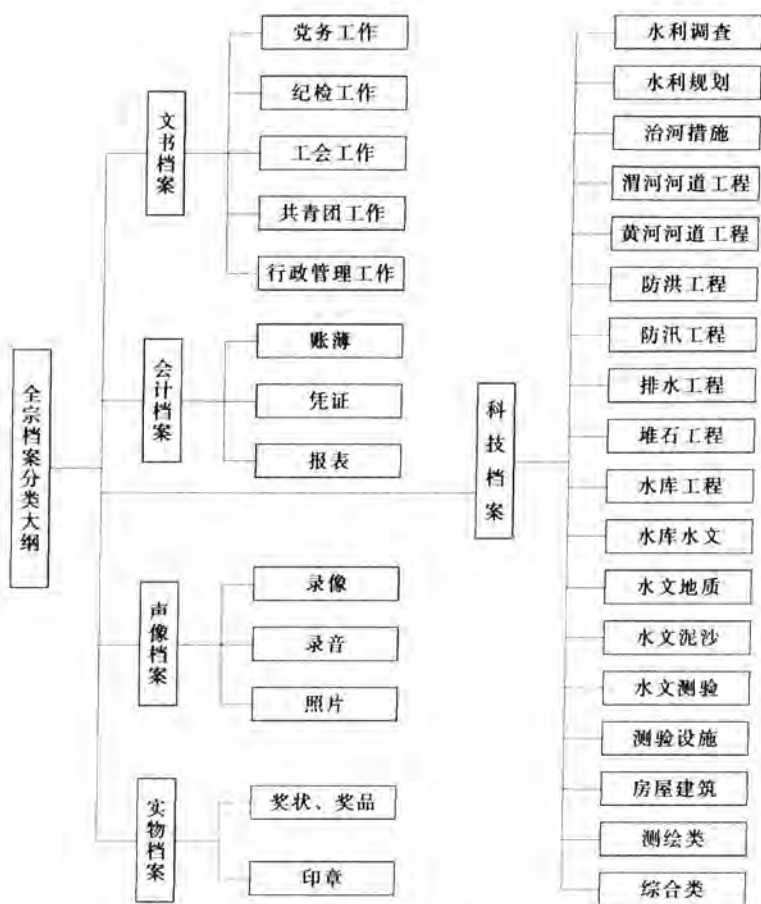 全宗档案分类大纲
文书档案
党务工作
纪检工作
工会工作
共青团工作
行政管理工作
会计档案
账薄
凭证
报表
声像档案
录像
录音
照片
实物档案
奖状、奖品
印章
科技档案
水利调查
水利规划
治河措施
渭河河道工程
黄河河道工程
防洪工程
防汛工程
排水工程
堆石工程
水库工程
水库水文
水文地质
水文泥沙
水文测验
测验设施
房屋建筑
测绘类
综合类